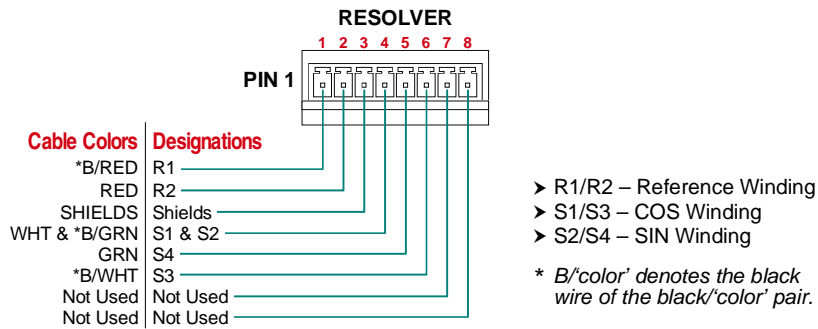 RESOLVER
1 2 3 4 5 6 7 8
PIN 1
Cable Colors Designations
*B/RED R1
RED R2
SHIELDS Shields
WHT & *B/GRN S1 & S2
GRN S4
*B/WHT S3
Not Used Not Used
Not Used Not Used
➤ R1/R2 – Reference Winding
➤ S1/S3 – COS Winding
➤ S2/S4 – SIN Winding
* B/‘color’ denotes the black
wire of the black/‘color’ pair.